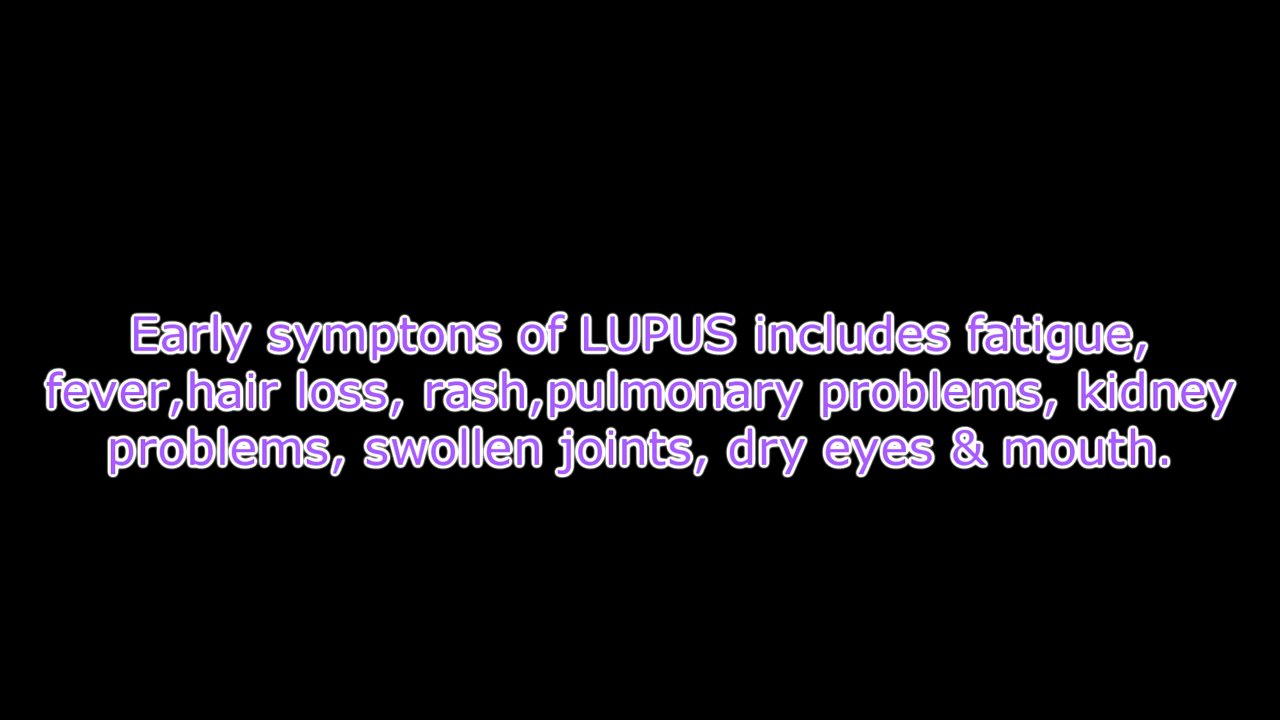 Early symptons of LUPUS includes fatigue,
fever,hair loss, rash,pulmonary problems, kidney
problems, swollen joints, dry eyes & mouth.